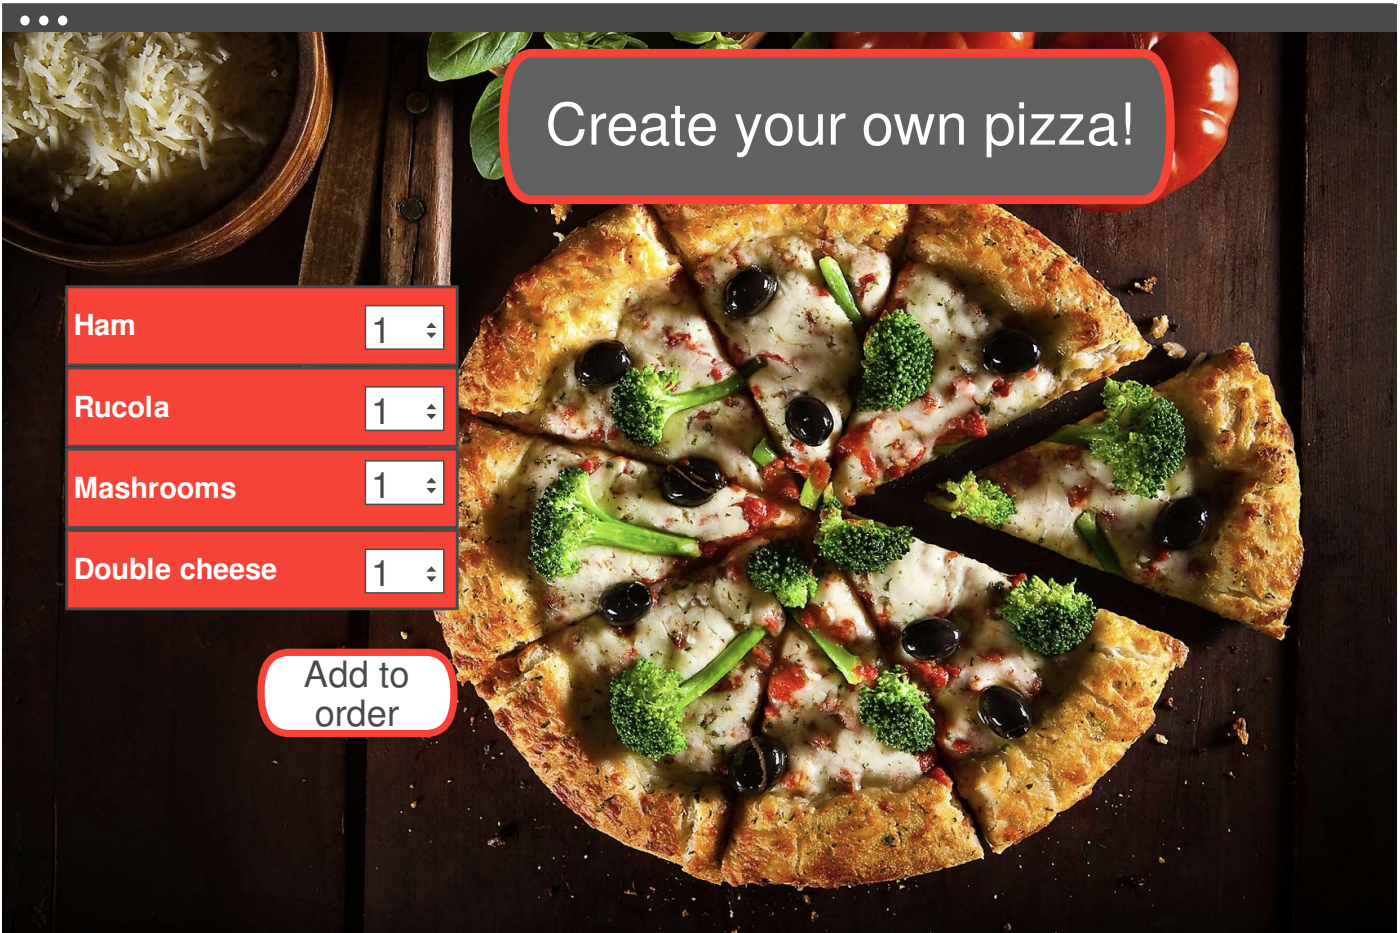 Create your own pizza!
Ham 1
Rucola 1
Mashrooms 1
Double cheese 1
Add to
order